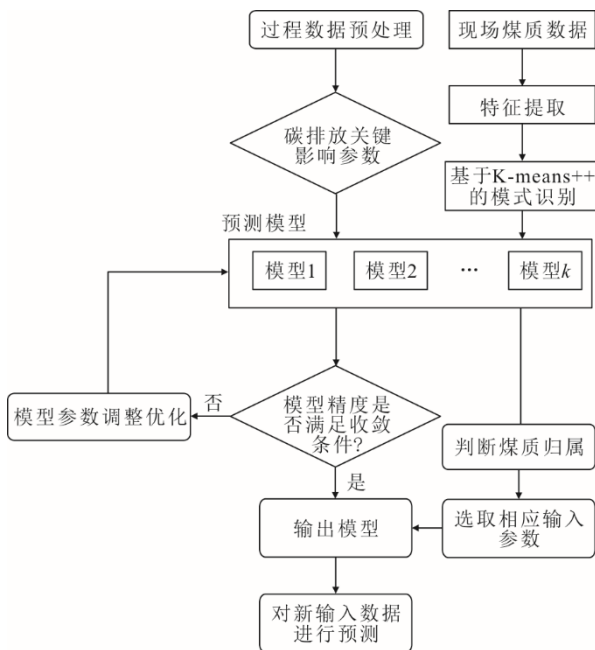 过程数据预处理
现场煤质数据
碳排放关键
影响参数
特征提取
基于K-means++
的模式识别
预测模型
模型1
模型2
…
模型k
模型参数调整优化
否
模型精度是
否满足收敛
条件?
是
判断煤质归属
输出模型
选取相应输入
参数
对新输入数据
进行预测